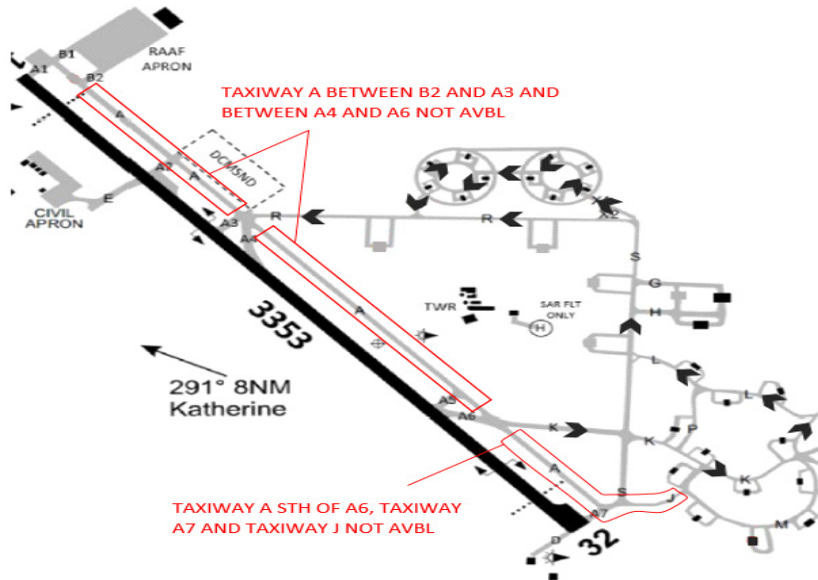 B1
A1
RAAF
APRON
B2
TAXIWAY A BETWEEN B2 AND A3 AND
BETWEEN A4 AND A6 NOT AVBL
A
DCM5ND
A2
A
E
CIVIL
APRON
A3
R
R
X2
A4
S
G
3353
A
TWR
SAR FLT
ONLY
H
H
291° 8NM
Katherine
L
L
A5
A6
K
K
P
A
K
S
J
M
TAXIWAY A STH OF A6, TAXIWAY
A7 AND TAXIWAY J NOT AVBL
A7
D
32